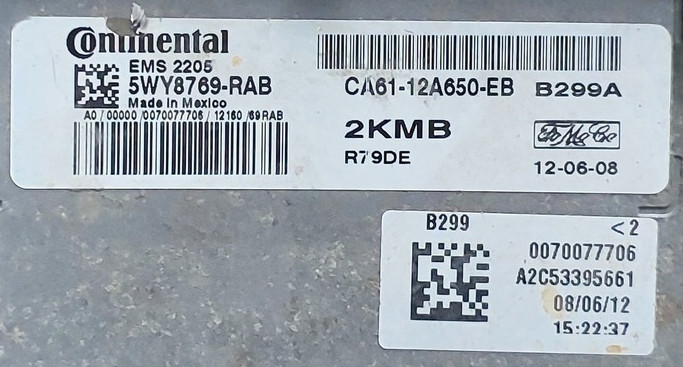 Continental
EMS 2205
5WY8769-RAB
Made in Mexico
A0 / 00000 / 0070077706 / 12160 / 69RAB
CA61-12A650-EB B299A
2KMB
R79DE
FoMoCo
12-06-08
B299 <2
0070077706
A2C53395661
08/06/12
15:22:37